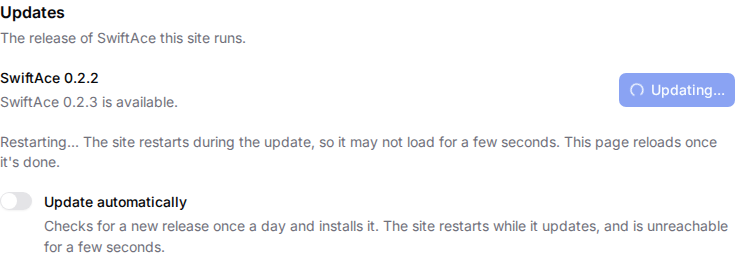 Updates
The release of SwiftAce this site runs.
SwiftAce 0.2.2
SwiftAce 0.2.3 is available.
Updating...
Restarting... The site restarts during the update, so it may not load for a few seconds. This page reloads once
it's done.
Update automatically
Checks for a new release once a day and installs it. The site restarts while it updates, and is unreachable
for a few seconds.